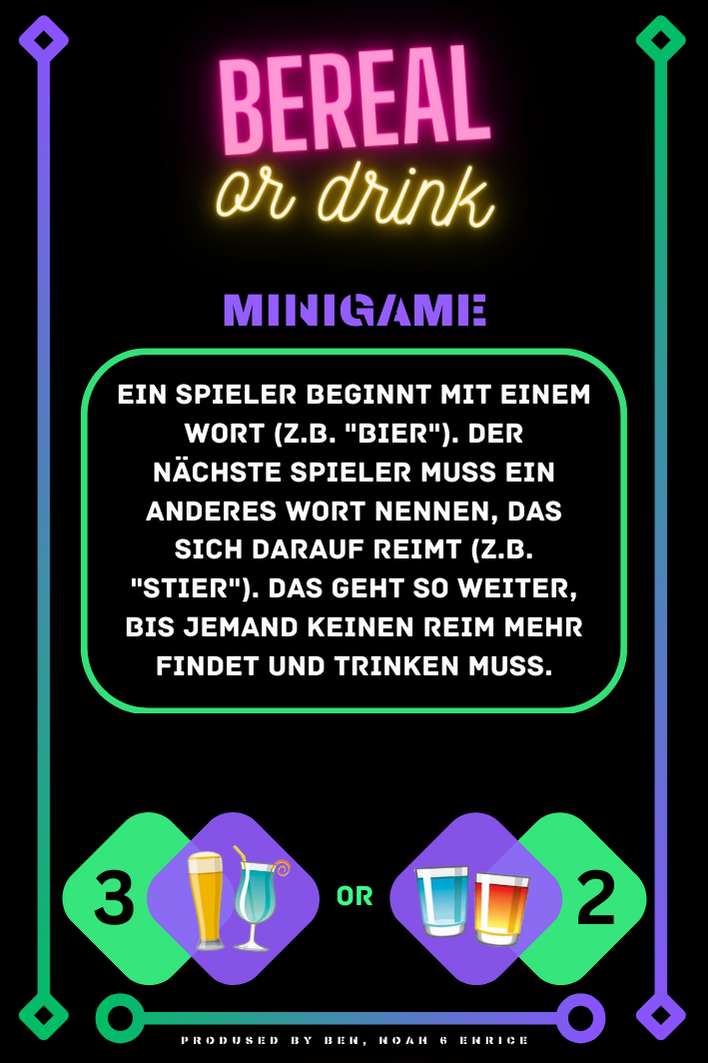 BEREAL
or drink
MINIGAME
EIN SPIELER BEGINNT MIT EINEM
WORT (Z.B. "BIER"). DER
NÄCHSTE SPIELER MUSS EIN
ANDERES WORT NENNEN, DAS
SICH DARAUF REIMT (Z.B.
"STIER"). DAS GEHT SO WEITER,
BIS JEMAND KEINEN REIM MEHR
FINDET UND TRINKEN MUSS.
3 OR 2
PRODUSED BY BEN, NOAH & ENRICE